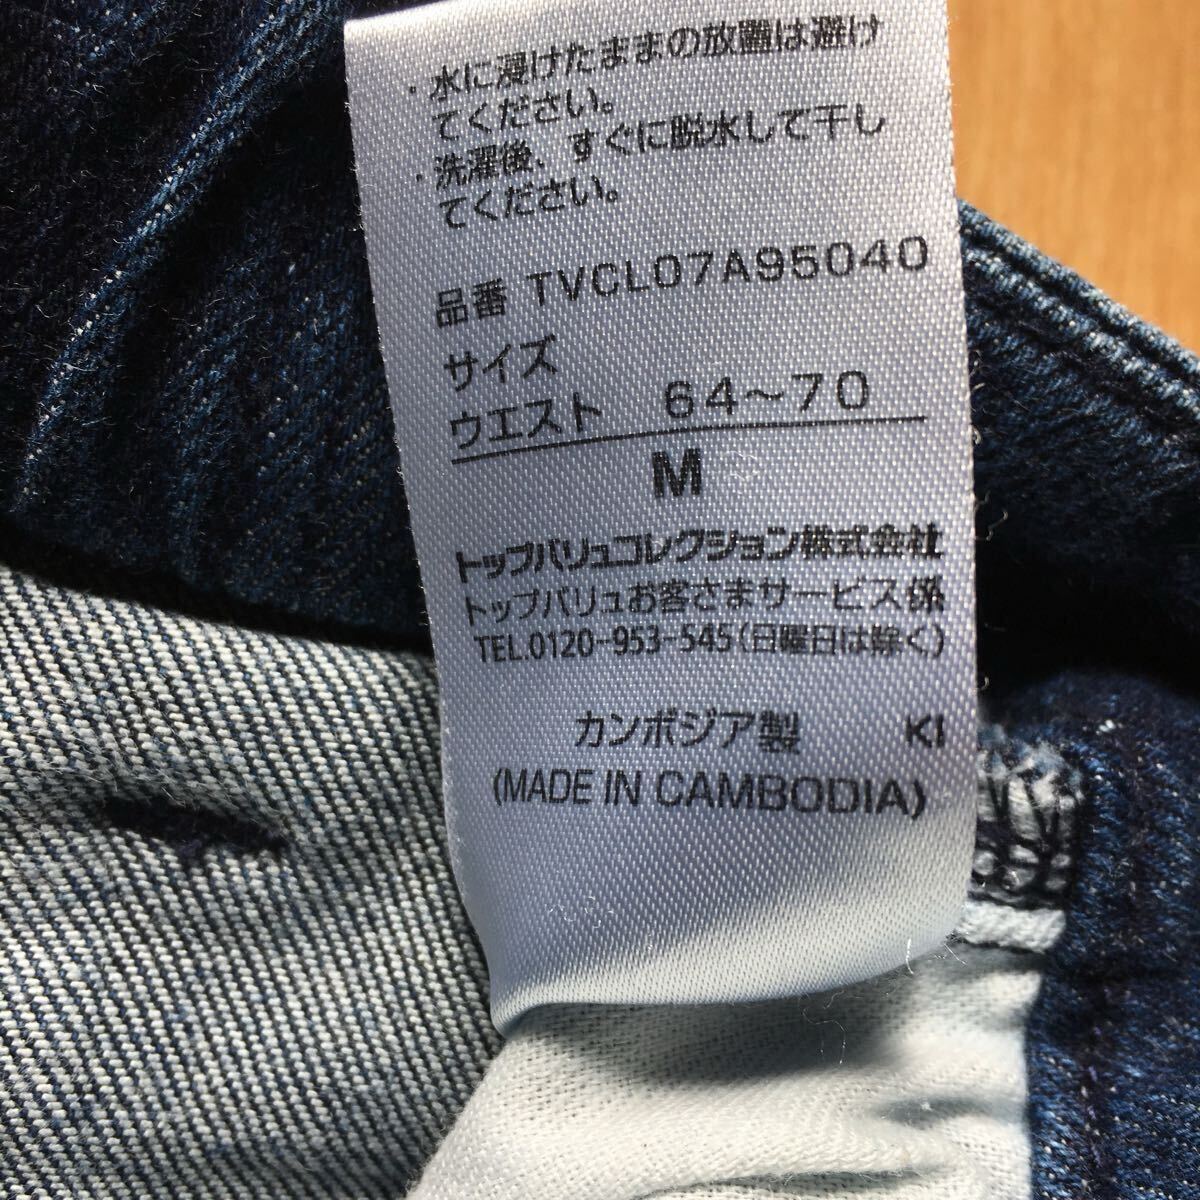 ・水に浸けたままの放置は避け
てください。
・洗濯後、すぐに脱水して干し
てください。
品番 TVCL07A95040
サイズ
ウエスト 64~70
M
トップバリュコレクション株式会社
トップバリュお客さまサービス係
TEL.0120-953-545(日曜日は除く)
カンボジア製 KI
(MADE IN CAMBODIA)